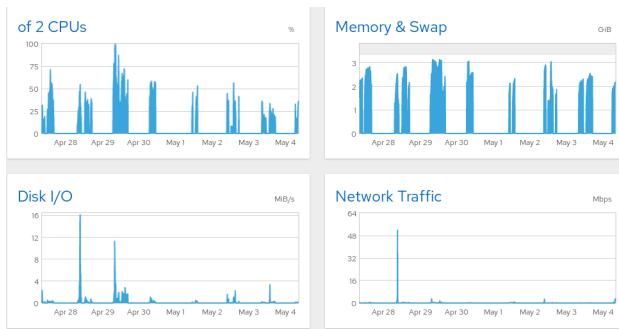 of 2 CPUs
%
100
75
50
25
0
Apr 28 Apr 29 Apr 30 May 1 May 2 May 3 May 4
Memory & Swap
GiB
3
2
1
0
Apr 28 Apr 29 Apr 30 May 1 May 2 May 3 May 4
Disk I/O
MiB/s
16
12
8
4
0
Apr 28 Apr 29 Apr 30 May 1 May 2 May 3 May 4
Network Traffic
Mbps
64
48
32
16
0
Apr 28 Apr 29 Apr 30 May 1 May 2 May 3 May 4